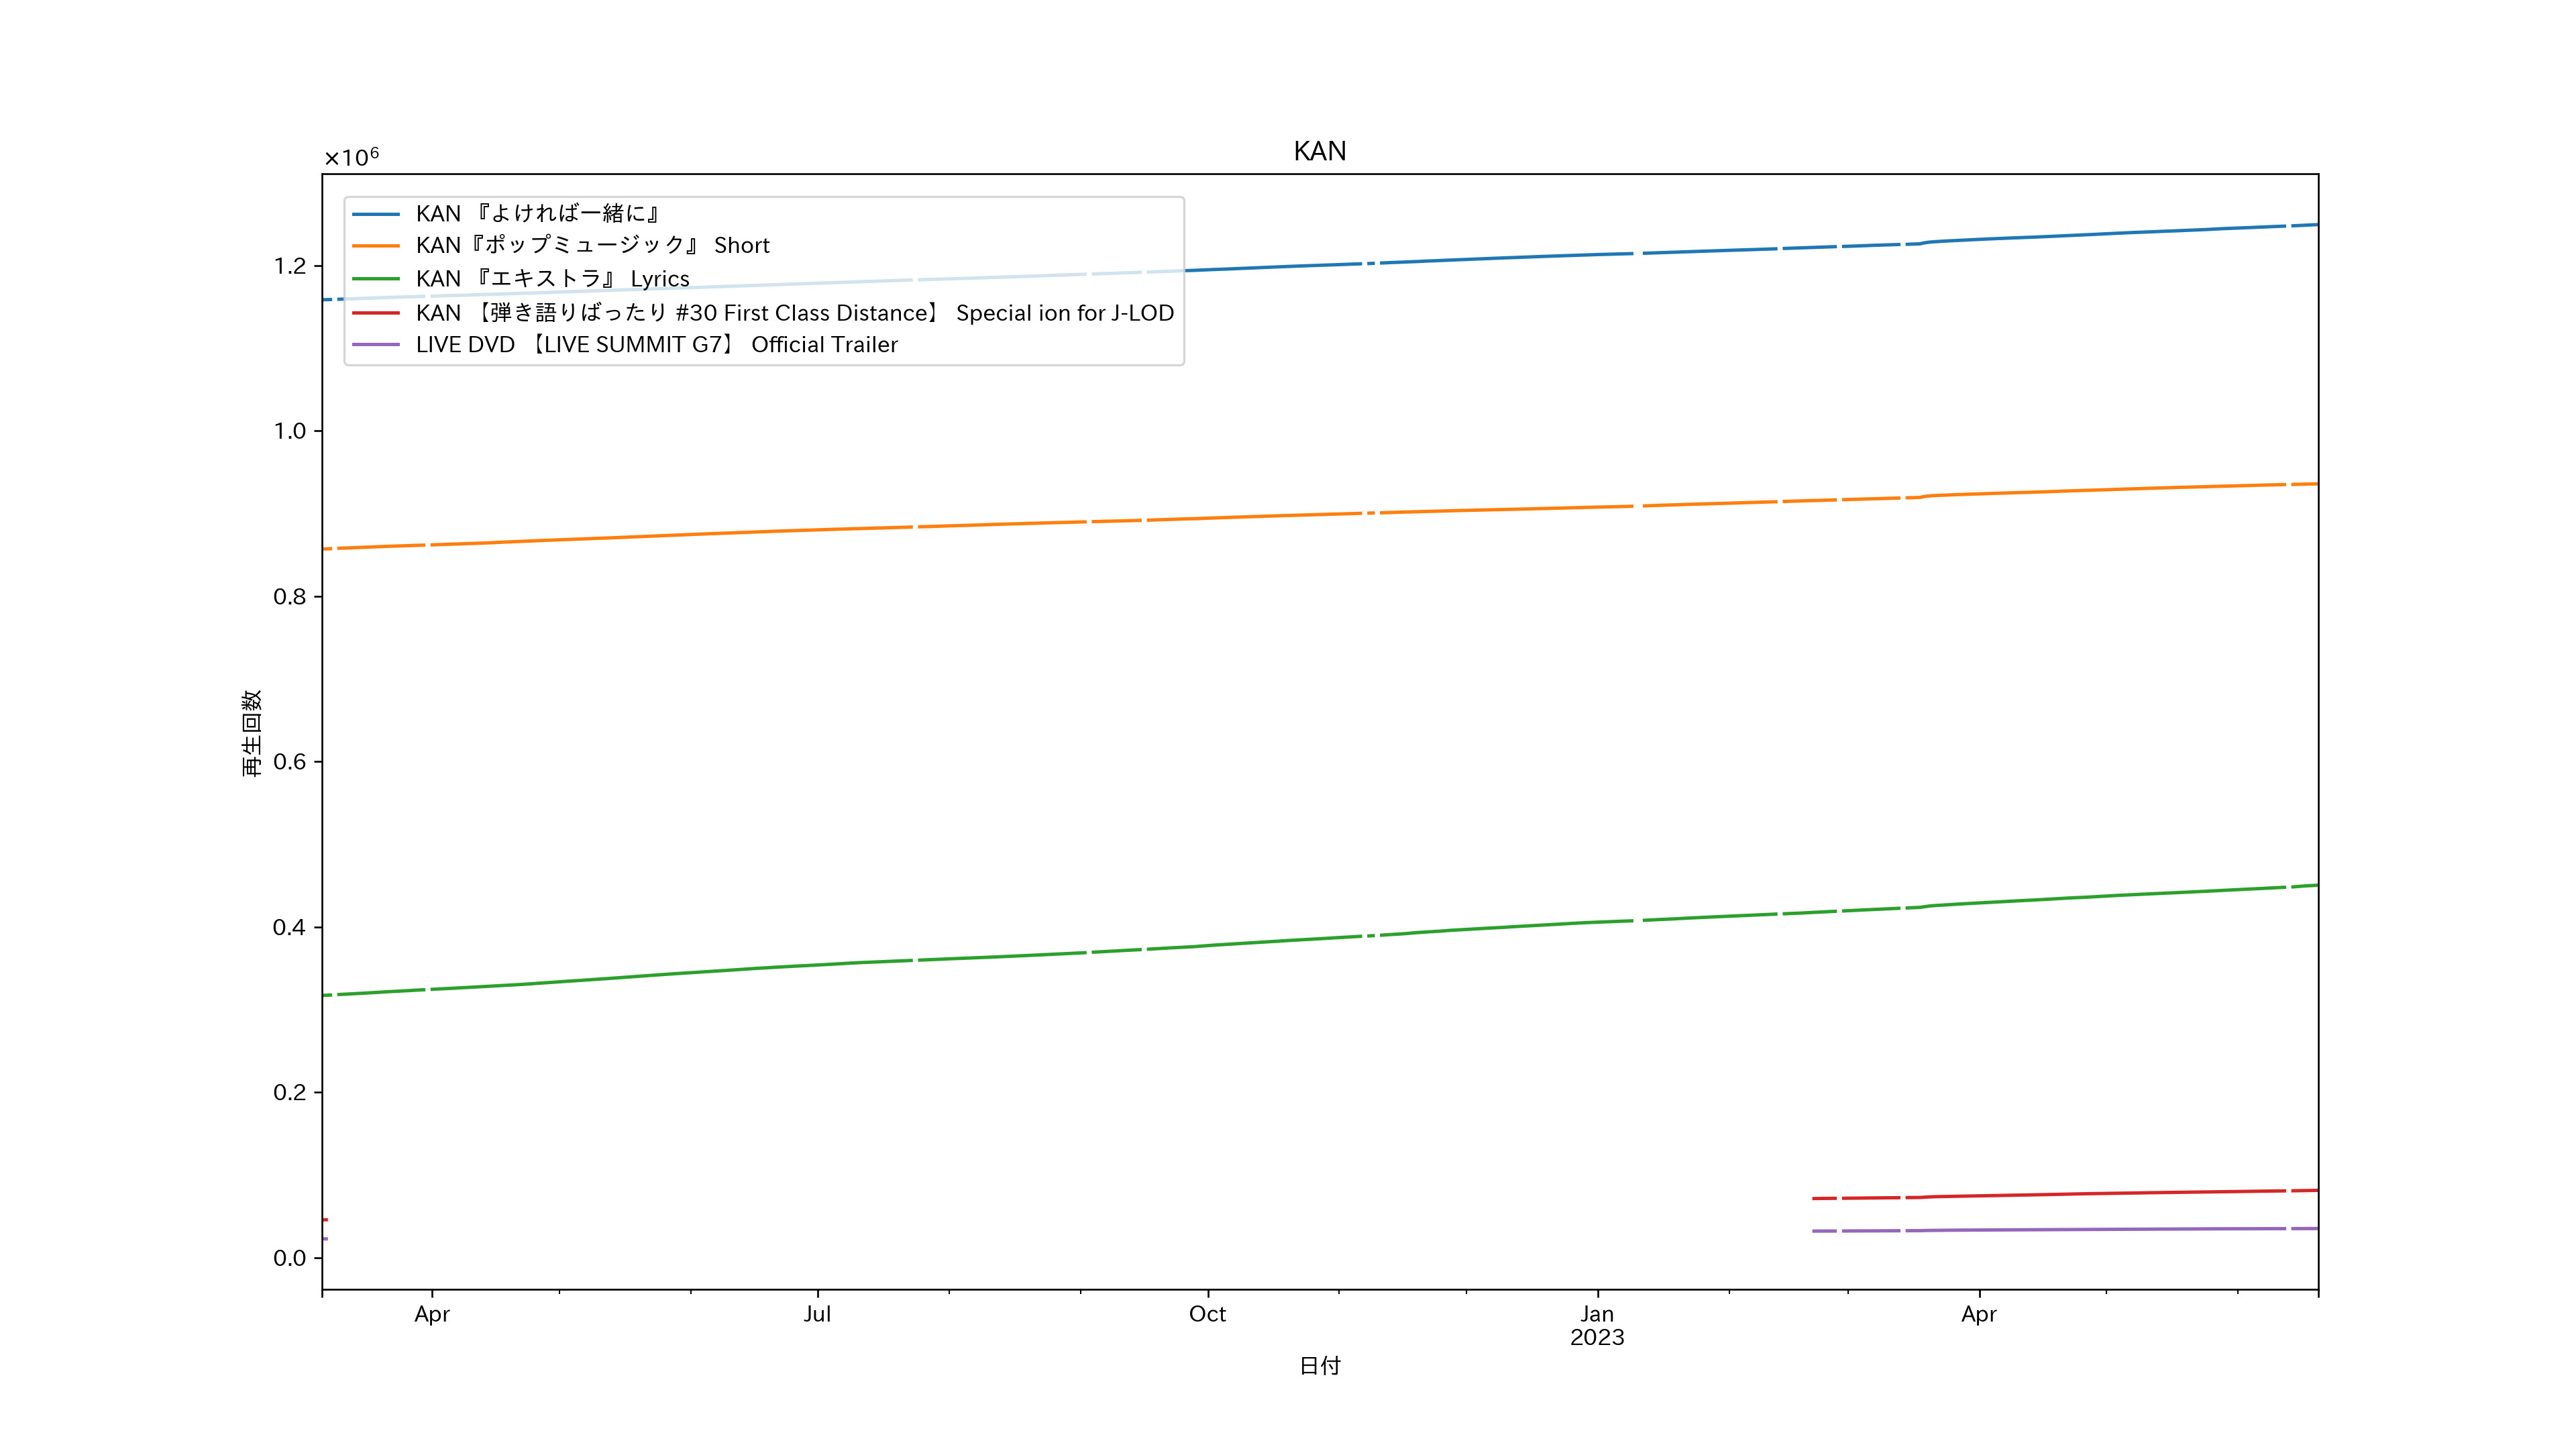 KAN
×10⁶
KAN 『よければ一緒に』
KAN『ポップミュージック』 Short
KAN 『エキストラ』 Lyrics
KAN 【弾き語りばったり #30 First Class Distance】 Special ion for J-LOD
LIVE DVD 【LIVE SUMMIT G7】 Official Trailer
1.2
1.0
0.8
0.6
0.4
0.2
0.0
再生回数
Apr Jul Oct Jan Apr
2023
日付